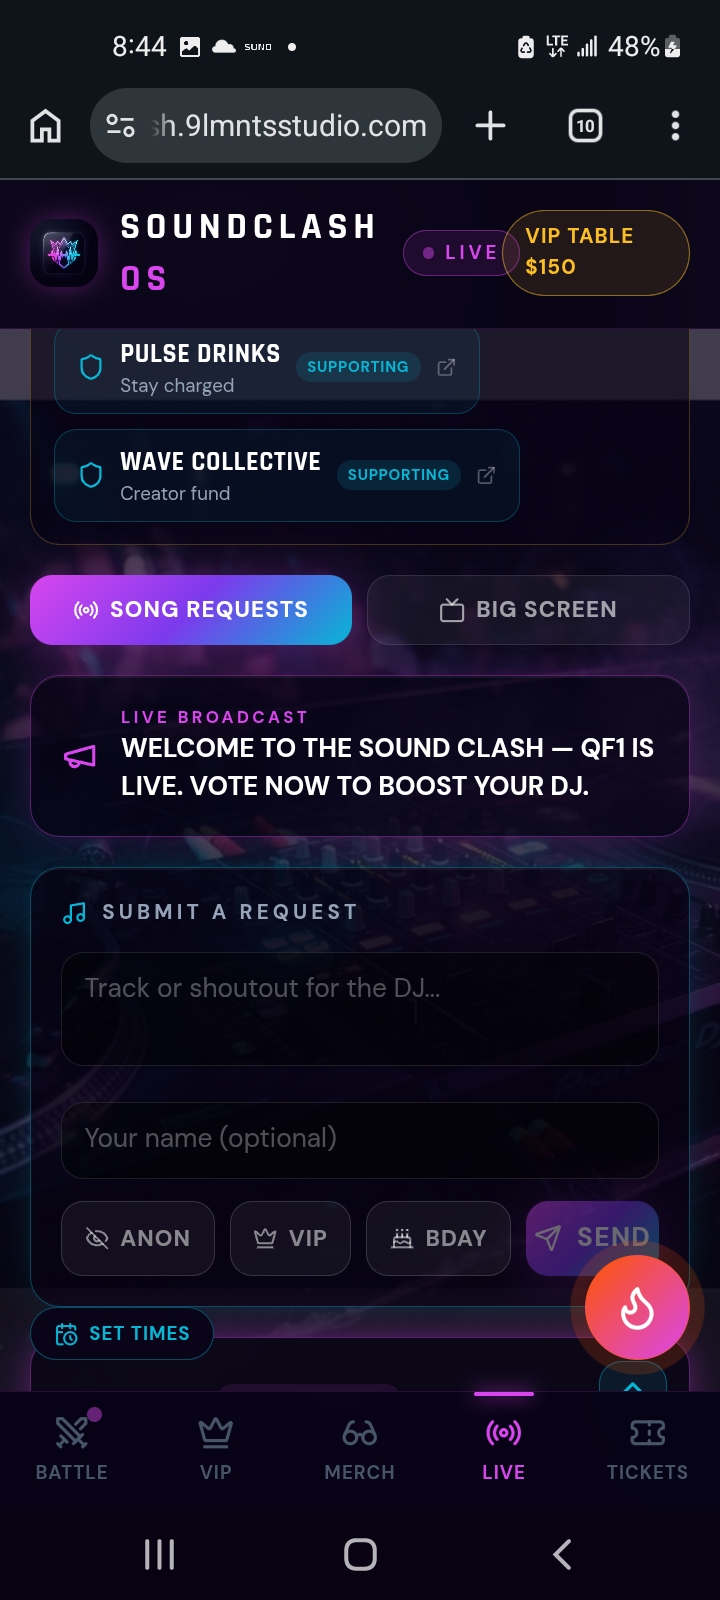 8:44
SUNO
LTE
48%
sh.9lmntsstudio.com
10
SOUNDCLASH
OS
LIVE
VIP TABLE
$150
PULSE DRINKS
SUPPORTING
Stay charged
WAVE COLLECTIVE
SUPPORTING
Creator fund
SONG REQUESTS
BIG SCREEN
LIVE BROADCAST
WELCOME TO THE SOUND CLASH — QF1 IS
LIVE. VOTE NOW TO BOOST YOUR DJ.
SUBMIT A REQUEST
Track or shoutout for the DJ...
Your name (optional)
ANON
VIP
BDAY
SEND
SET TIMES
BATTLE
VIP
MERCH
LIVE
TICKETS